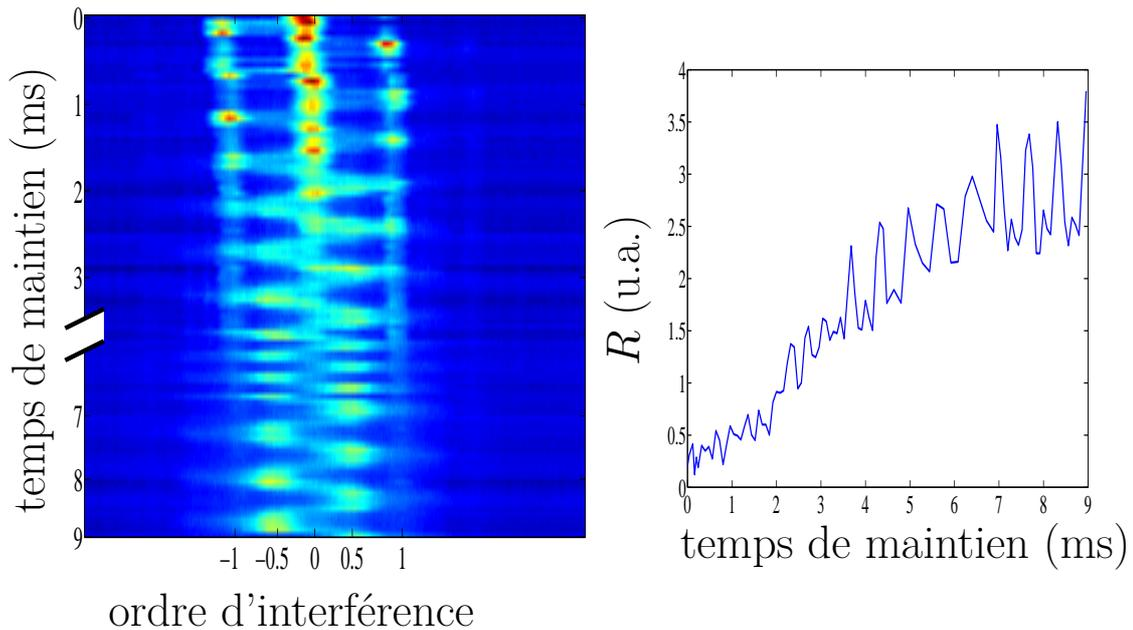 temps de maintien (ms)
0
1
2
3
7
8
9
−1 −0.5 0 0.5 1
ordre d'interférence
R (u.a.)
4
3.5
3
2.5
2
1.5
1
0.5
0
0 1 2 3 4 5 6 7 8 9
temps de maintien (ms)